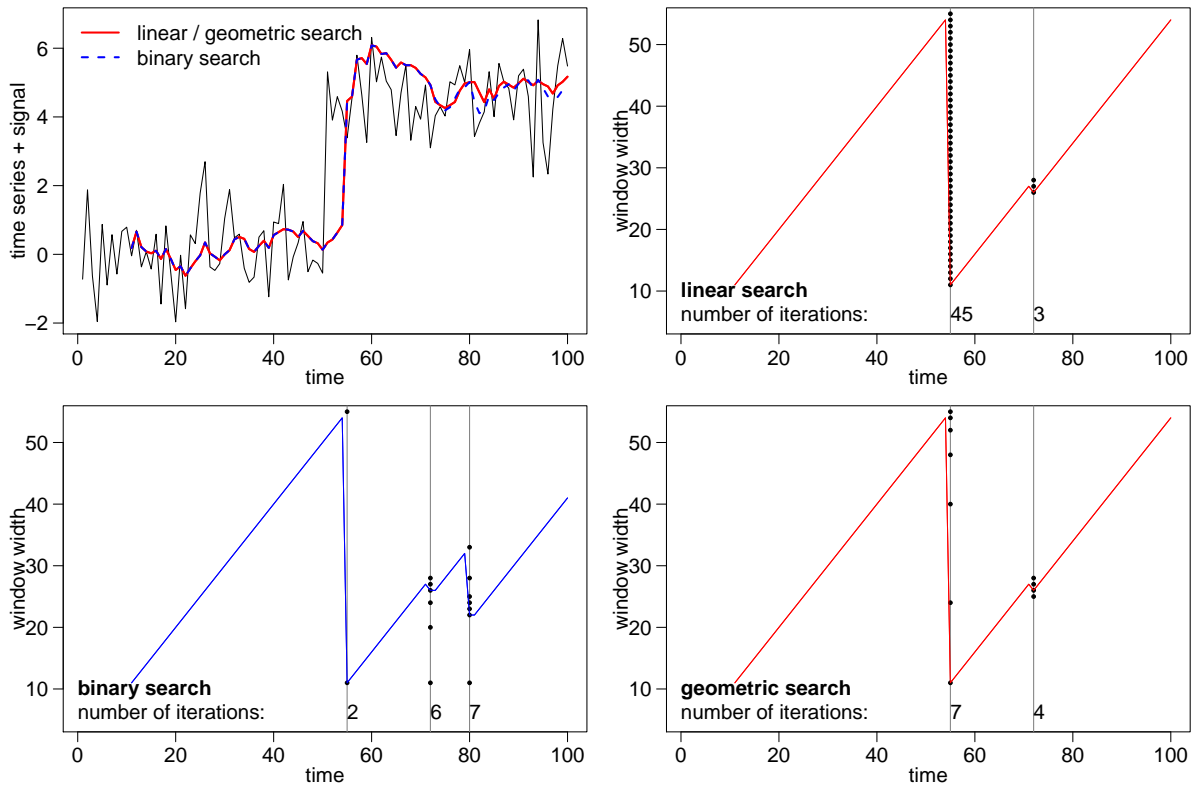 time series + signal
6
4
2
0
−2
linear / geometric search
binary search
0 20 40 60 80 100
time
window width
50
40
30
20
10
linear search
number of iterations: 45 3
0 20 40 60 80 100
time
window width
50
40
30
20
10
binary search
number of iterations: 2 6 7
0 20 40 60 80 100
time
window width
50
40
30
20
10
geometric search
number of iterations: 7 4
0 20 40 60 80 100
time